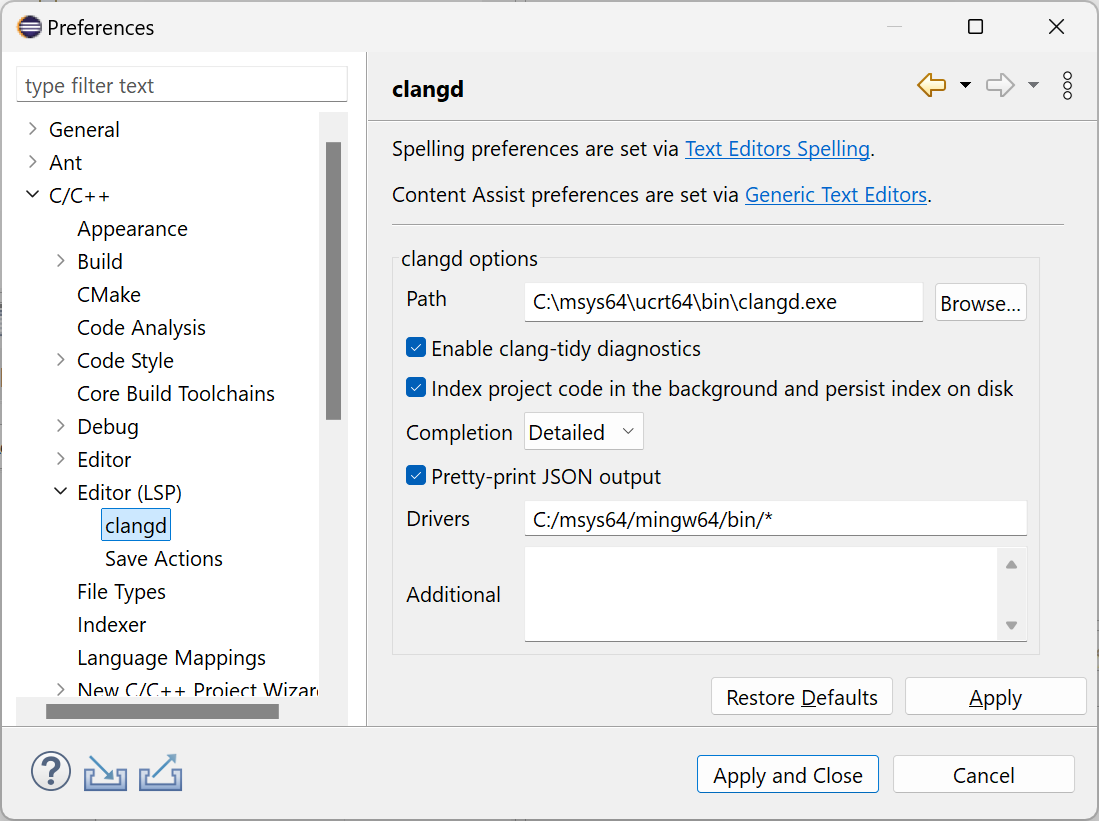 Preferences
type filter text
General
Ant
C/C++
Appearance
Build
CMake
Code Analysis
Code Style
Core Build Toolchains
Debug
Editor
Editor (LSP)
clangd
Save Actions
File Types
Indexer
Language Mappings
New C/C++ Project Wizar
clangd
Spelling preferences are set via Text Editors Spelling.
Content Assist preferences are set via Generic Text Editors.
clangd options
Path C:\msys64\ucrt64\bin\clangd.exe Browse...
Enable clang-tidy diagnostics
Index project code in the background and persist index on disk
Completion Detailed
Pretty-print JSON output
Drivers C:/msys64/mingw64/bin/*
Additional
Restore Defaults Apply
? Apply and Close Cancel